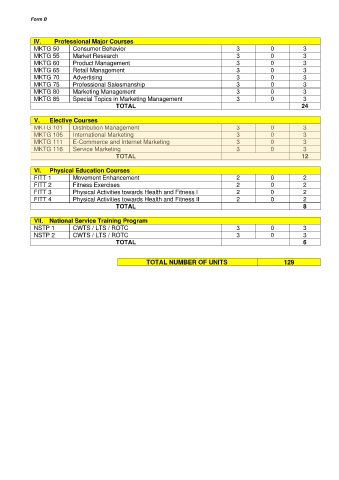 Form B
IV. Professional Major Courses
MKTG 50 Consumer Behavior 3 0 3
MKTG 55 Market Research 3 0 3
MKTG 60 Product Management 3 0 3
MKTG 65 Retail Management 3 0 3
MKTG 70 Advertising 3 0 3
MKTG 75 Professional Salesmanship 3 0 3
MKTG 80 Marketing Management 3 0 3
MKTG 85 Special Topics in Marketing Management 3 0 3
TOTAL 24
V. Elective Courses
MKTG 101 Distribution Management 3 0 3
MKTG 106 International Marketing 3 0 3
MKTG 111 E-Commerce and Internet Marketing 3 0 3
MKTG 116 Service Marketing 3 0 3
TOTAL 12
VI. Physical Education Courses
FITT 1 Movement Enhancement 2 0 2
FITT 2 Fitness Exercises 2 0 2
FITT 3 Physical Activities towards Health and Fitness I 2 0 2
FITT 4 Physical Activities towards Health and Fitness II 2 0 2
TOTAL 8
VII. National Service Training Program
NSTP 1 CWTS / LTS / ROTC 3 0 3
NSTP 2 CWTS / LTS / ROTC 3 0 3
TOTAL 6
TOTAL NUMBER OF UNITS 129